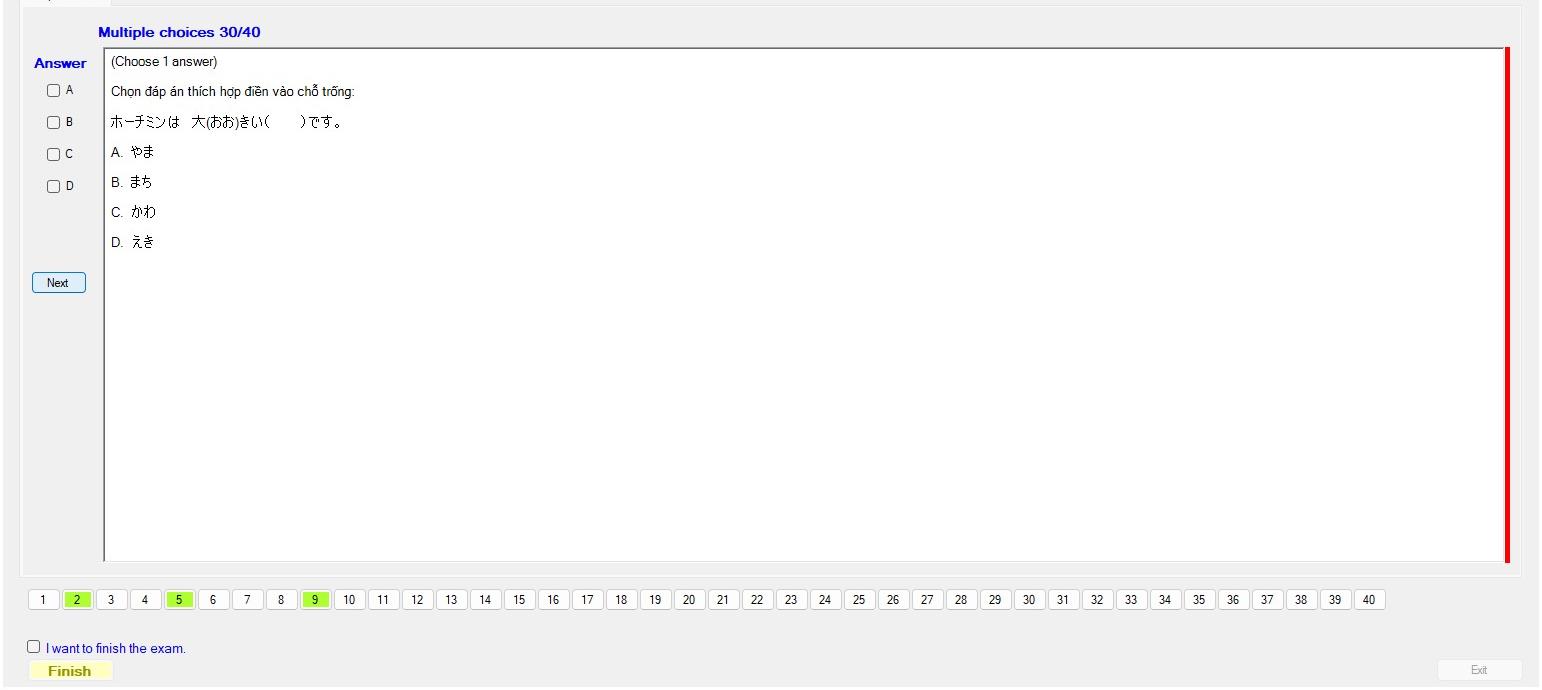 Multiple choices 30/40
Answer
(Choose 1 answer)
A
Chọn đáp án thích hợp điền vào chỗ trống:
B
ホーチミンは　大(おお)きい(　　)です。
C
A. やま
D
B. まち
C. かわ
D. えき
Next
1 2 3 4 5 6 7 8 9 10 11 12 13 14 15 16 17 18 19 20 21 22 23 24 25 26 27 28 29 30 31 32 33 34 35 36 37 38 39 40
I want to finish the exam.
Finish
Exit